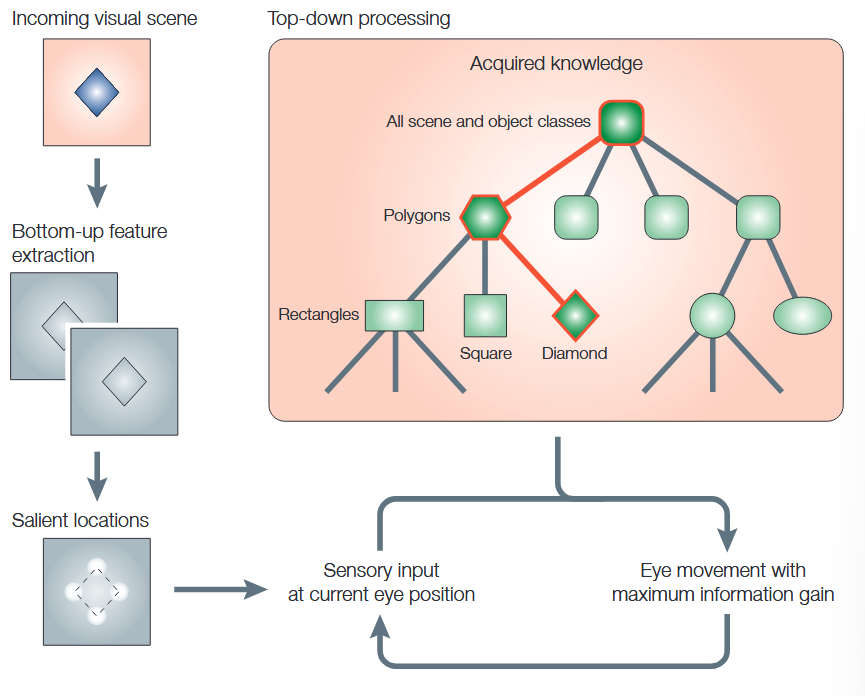 Incoming visual scene
Top-down processing
Acquired knowledge
All scene and object classes
Polygons
Bottom-up feature
extraction
Rectangles
Square
Diamond
Salient locations
Sensory input
at current eye position
Eye movement with
maximum information gain